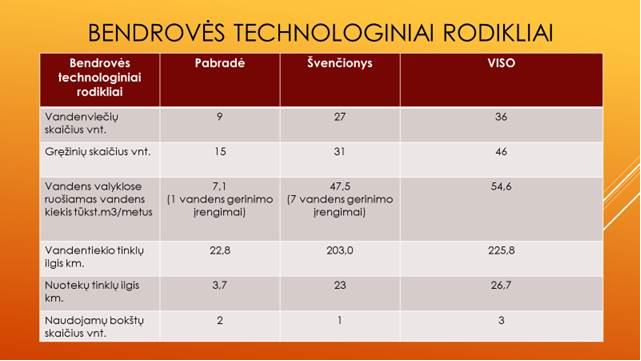 BENDROVĖS TECHNOLOGINIAI RODIKLIAI
Bendrovės technologiniai rodikliai Pabradė Švenčionys VISO
Vandenviečių skaičius vnt. 9 27 36
Gręžinių skaičius vnt. 15 31 46
Vandens valyklose ruošiamas vandens kiekis tūkst.m3/metus 7,1 (1 vandens gerinimo įrengimai) 47,5 (7 vandens gerinimo įrengimai) 54,6
Vandentiekio tinklų ilgis km. 22,8 203,0 225,8
Nuotekų tinklų ilgis km. 3,7 23 26,7
Naudojamų bokštų skaičius vnt. 2 1 3